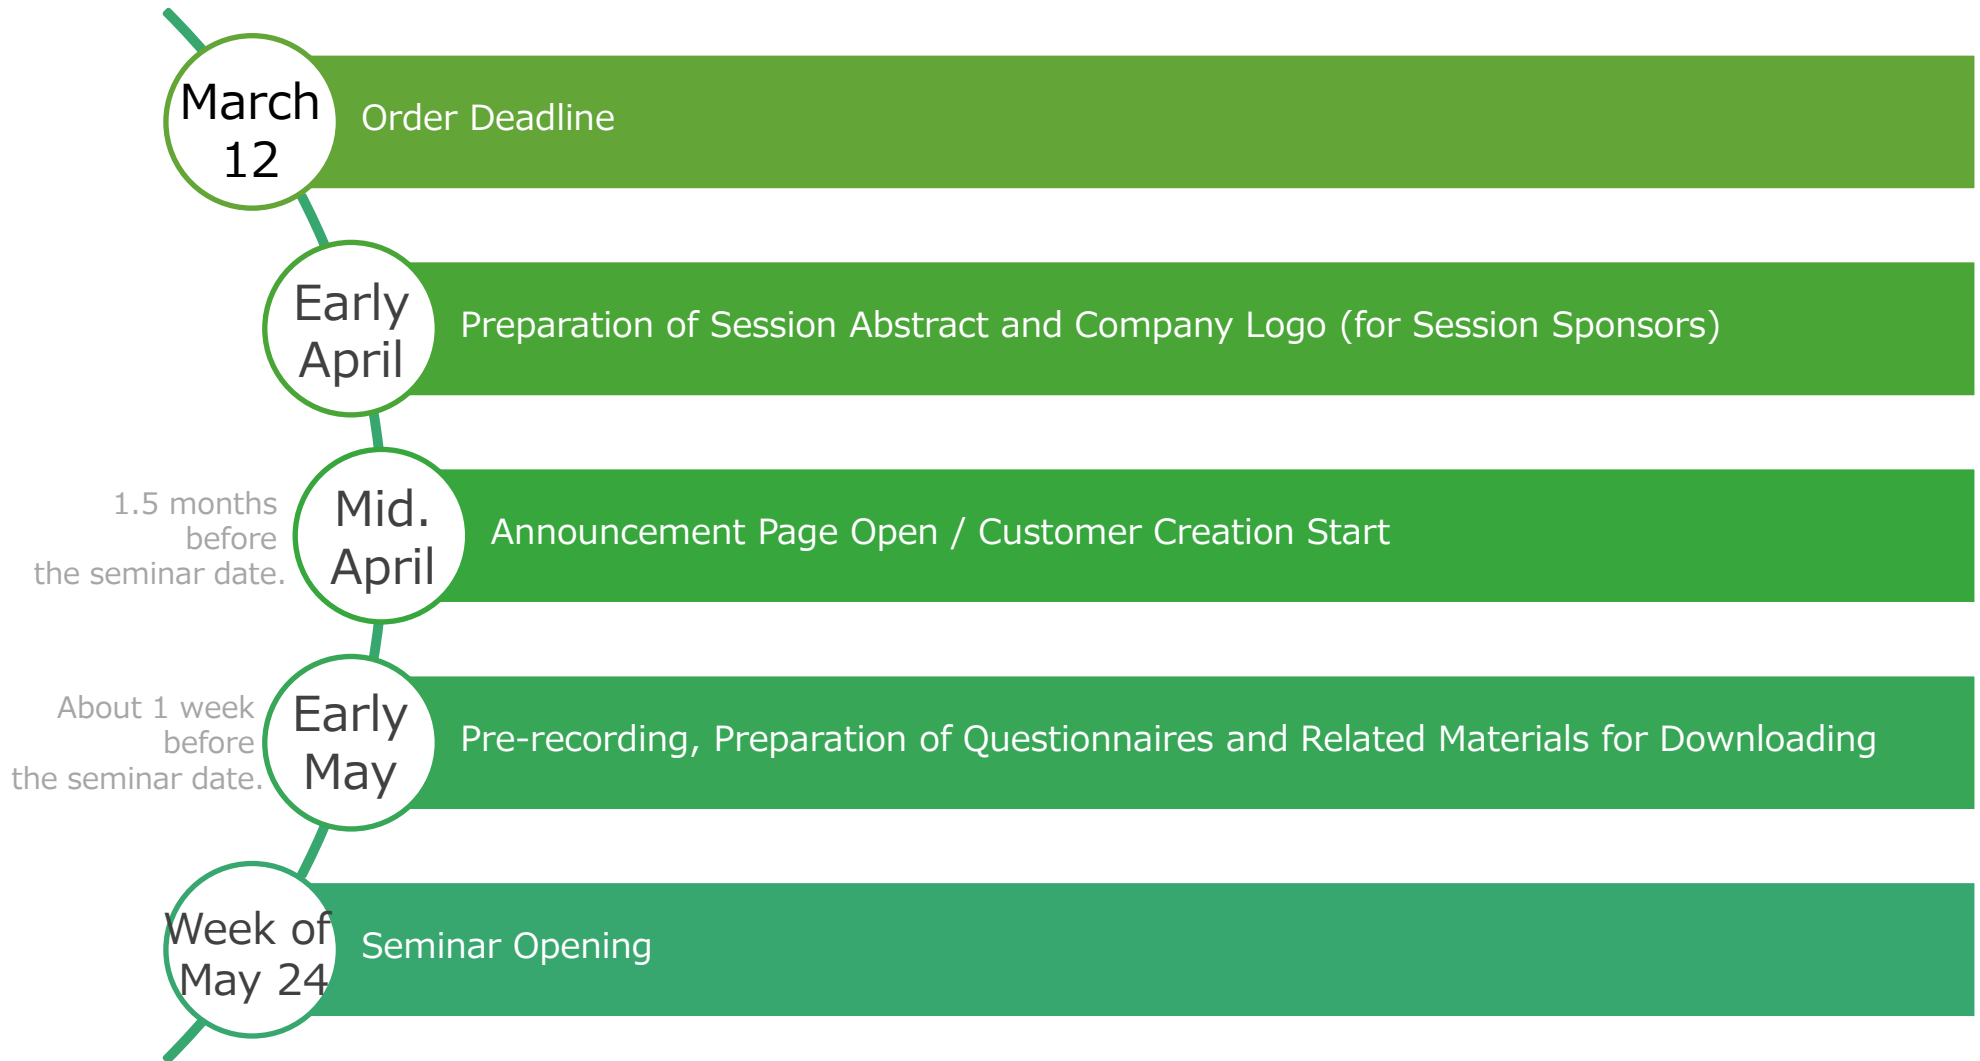 March
12
Order Deadline
Early
April
Preparation of Session Abstract and Company Logo (for Session Sponsors)
1.5 months
before
the seminar date.
Mid.
April
Announcement Page Open / Customer Creation Start
About 1 week
before
the seminar date.
Early
May
Pre-recording, Preparation of Questionnaires and Related Materials for Downloading
Week of
May 24
Seminar Opening